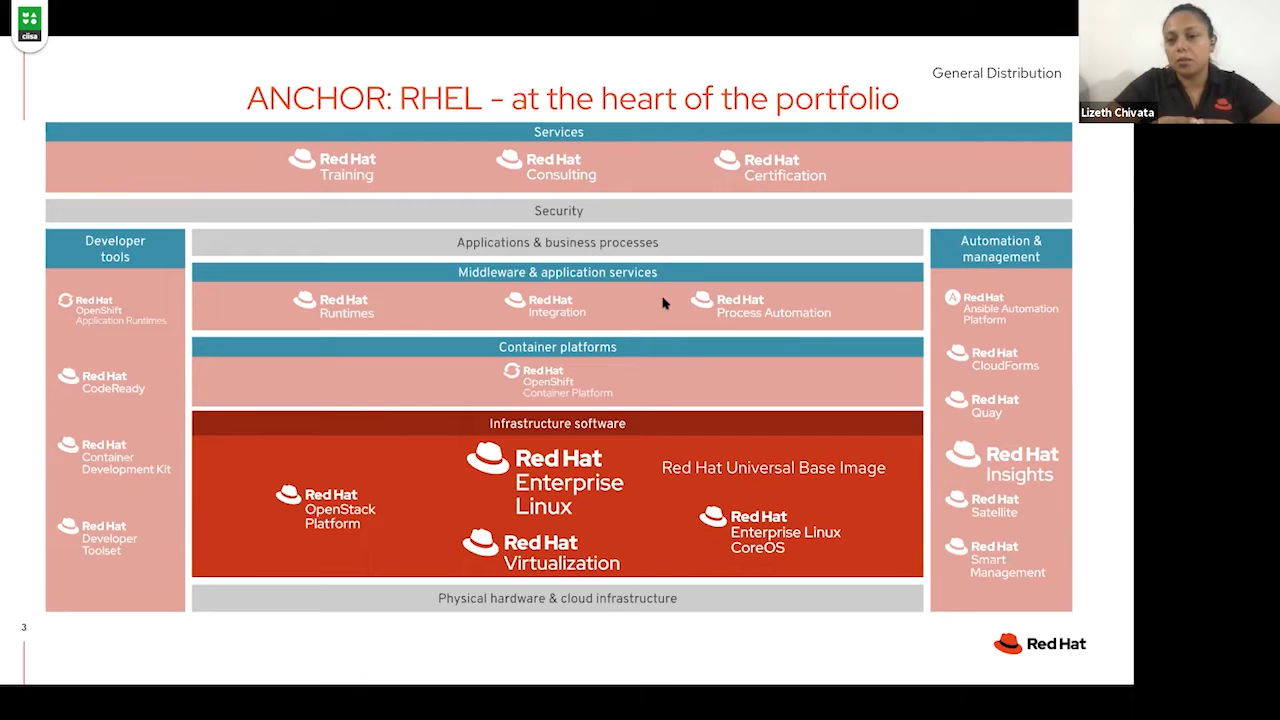 cllsa
General Distribution
Lizeth Chivata
ANCHOR: RHEL - at the heart of the portfolio
Services
Red Hat
Training
Red Hat
Consulting
Red Hat
Certification
Security
Developer
tools
Red Hat
OpenShift
Application Runtimes
Red Hat
CodeReady
Red Hat
Container
Development Kit
Red Hat
Developer
Toolset
Applications & business processes
Middleware & application services
Red Hat
Runtimes
Red Hat
Integration
Red Hat
Process Automation
Container platforms
Red Hat
OpenShift
Container Platform
Infrastructure software
Red Hat
OpenStack
Platform
Red Hat
Enterprise
Linux
Red Hat
Virtualization
Red Hat Universal Base Image
Red Hat
Enterprise Linux
CoreOS
Physical hardware & cloud infrastructure
Automation &
management
A
Red Hat
Ansible Automation
Platform
Red Hat
CloudForms
Red Hat
Quay
Red Hat
Insights
Red Hat
Satellite
Red Hat
Smart
Management
3
Red Hat